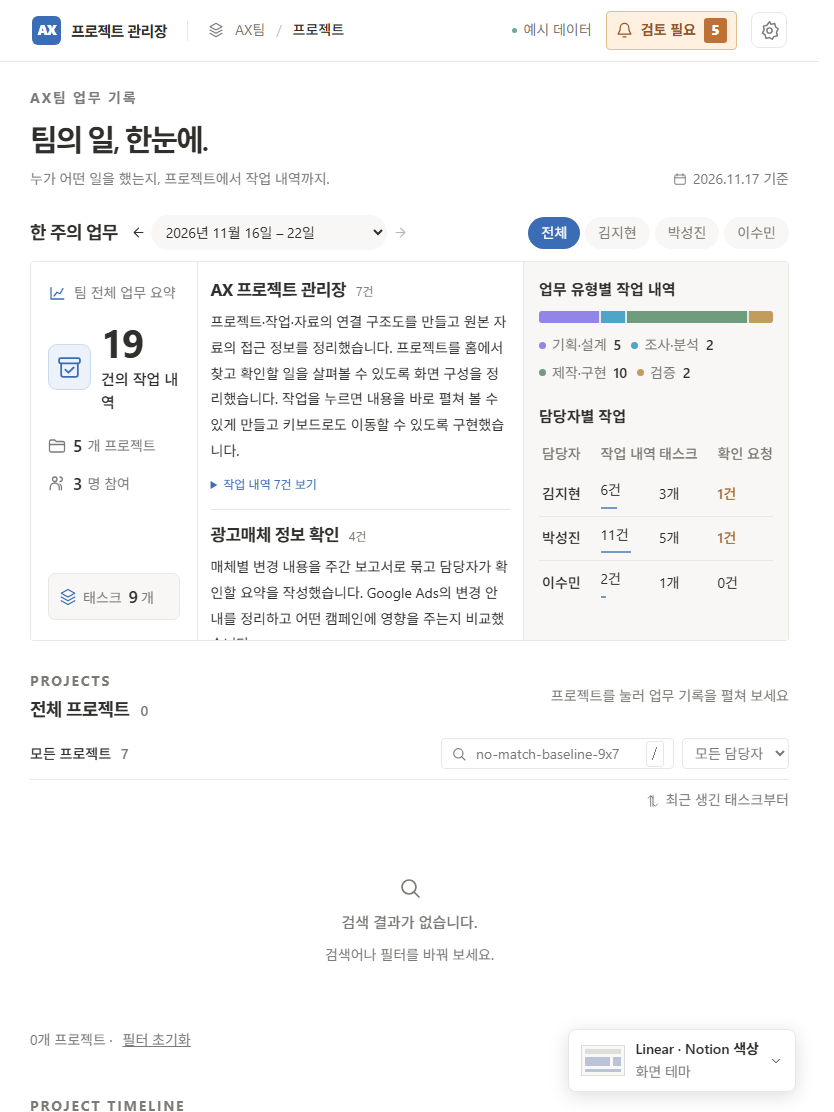 AX 프로젝트 관리장
AX팀 / 프로젝트
예시 데이터
검토 필요 5
AX팀 업무 기록
팀의 일, 한눈에.
누가 어떤 일을 했는지, 프로젝트에서 작업 내역까지.
2026.11.17 기준
한 주의 업무
2026년 11월 16일 – 22일
전체
김지현
박성진
이수민
팀 전체 업무 요약
19
건의 작업 내
역
5 개 프로젝트
3 명 참여
태스크 9 개
AX 프로젝트 관리장 7건
프로젝트·작업·자료의 연결 구조도를 만들고 원본 자
료의 접근 정보를 정리했습니다. 프로젝트를 홈에서
찾고 확인할 일을 살펴볼 수 있도록 화면 구성을 정
리했습니다. 작업을 누르면 내용을 바로 펼쳐 볼 수
있게 만들고 키보드로도 이동할 수 있도록 구현했습
니다.
작업 내역 7건 보기
광고매체 정보 확인 4건
매체별 변경 내용을 주간 보고서로 묶고 담당자가 확
인할 요약을 작성했습니다. Google Ads의 변경 안
내를 정리하고 어떤 캠페인에 영향을 주는지 비교했
업무 유형별 작업 내역
기획·설계 5 조사·분석 2
제작·구현 10 검증 2
담당자별 작업
담당자 작업 내역 태스크 확인 요청
김지현 6건 3개 1건
박성진 11건 5개 1건
이수민 2건 1개 0건
PROJECTS
전체 프로젝트 0
프로젝트를 눌러 업무 기록을 펼쳐 보세요
모든 프로젝트 7
no-match-baseline-9x7 /
모든 담당자
최근 생긴 태스크부터
검색 결과가 없습니다.
검색어나 필터를 바꿔 보세요.
0개 프로젝트 · 필터 초기화
Linear · Notion 색상
화면 테마
PROJECT TIMELINE